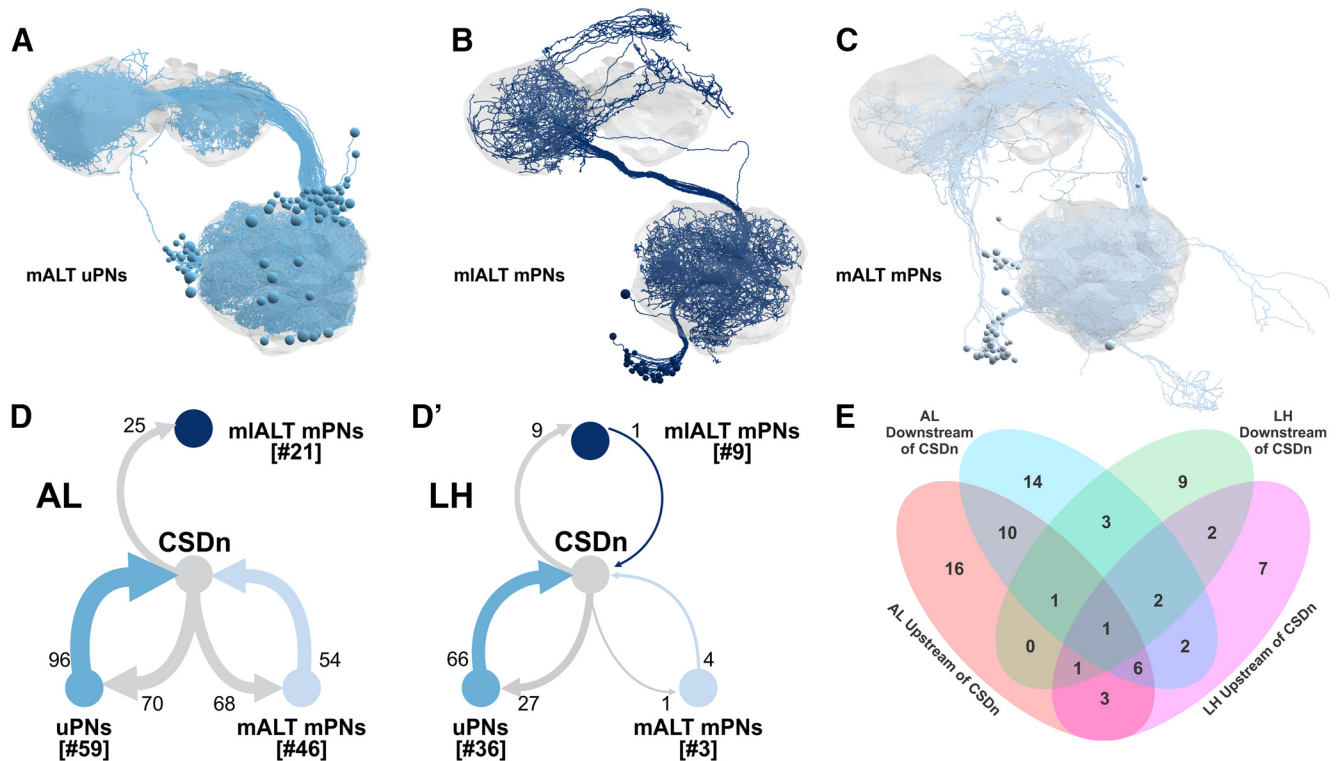 A
B
C
mALT uPNs
mlALT mPNs
mALT mPNs
D
25
mlALT mPNs
[#21]
AL
CSDn
96
70
68
54
uPNs
[#59]
mALT mPNs
[#46]
D’
9
1
mlALT mPNs
[#9]
LH
CSDn
66
27
1
4
uPNs
[#36]
mALT mPNs
[#3]
E
AL
Downstream
of CSDn
LH
Downstream
of CSDn
14
9
3
10
2
16
7
1
2
1
0
2
1
6
3
AL Upstream of CSDn
LH Upstream of CSDn